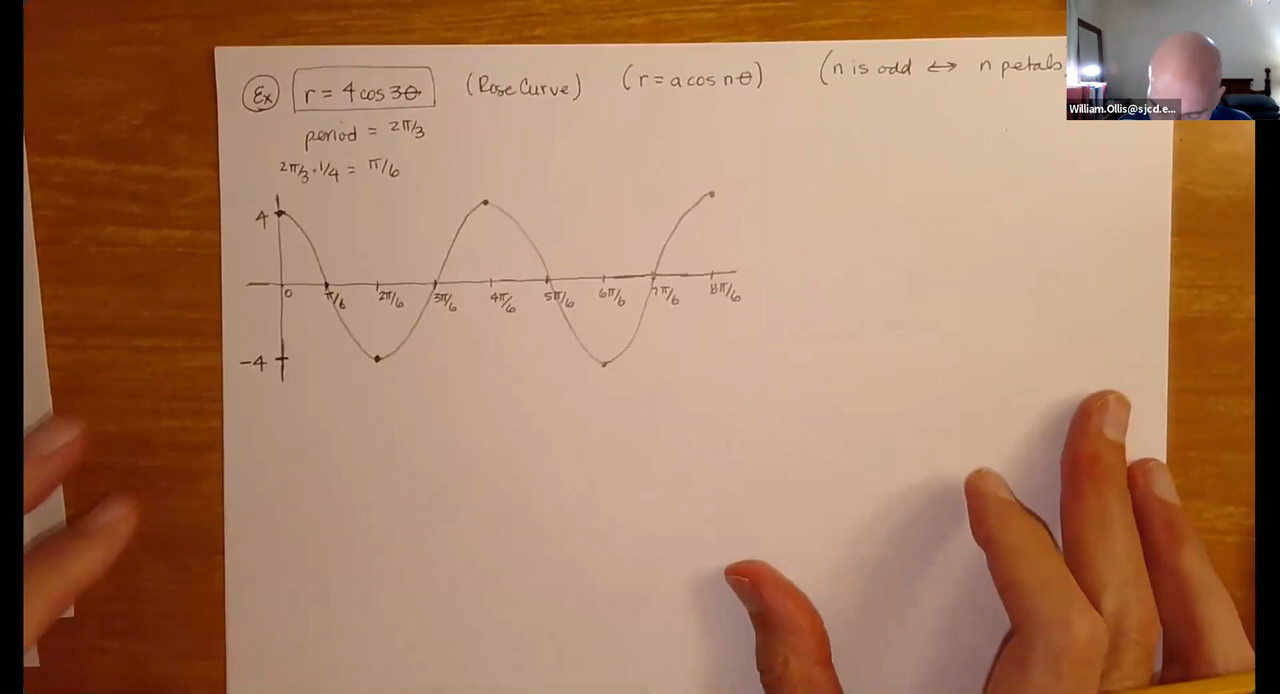 Ex r = 4 cos 3θ (Rose Curve) (r = a cos nθ) (n is odd ↔ n petals
period = 2π/3
2π/3 · 1/4 = π/6
4
0 π/6 2π/6 3π/6 4π/6 5π/6 6π/6 7π/6 8π/6
-4
William.Ollis@sjcd.e...